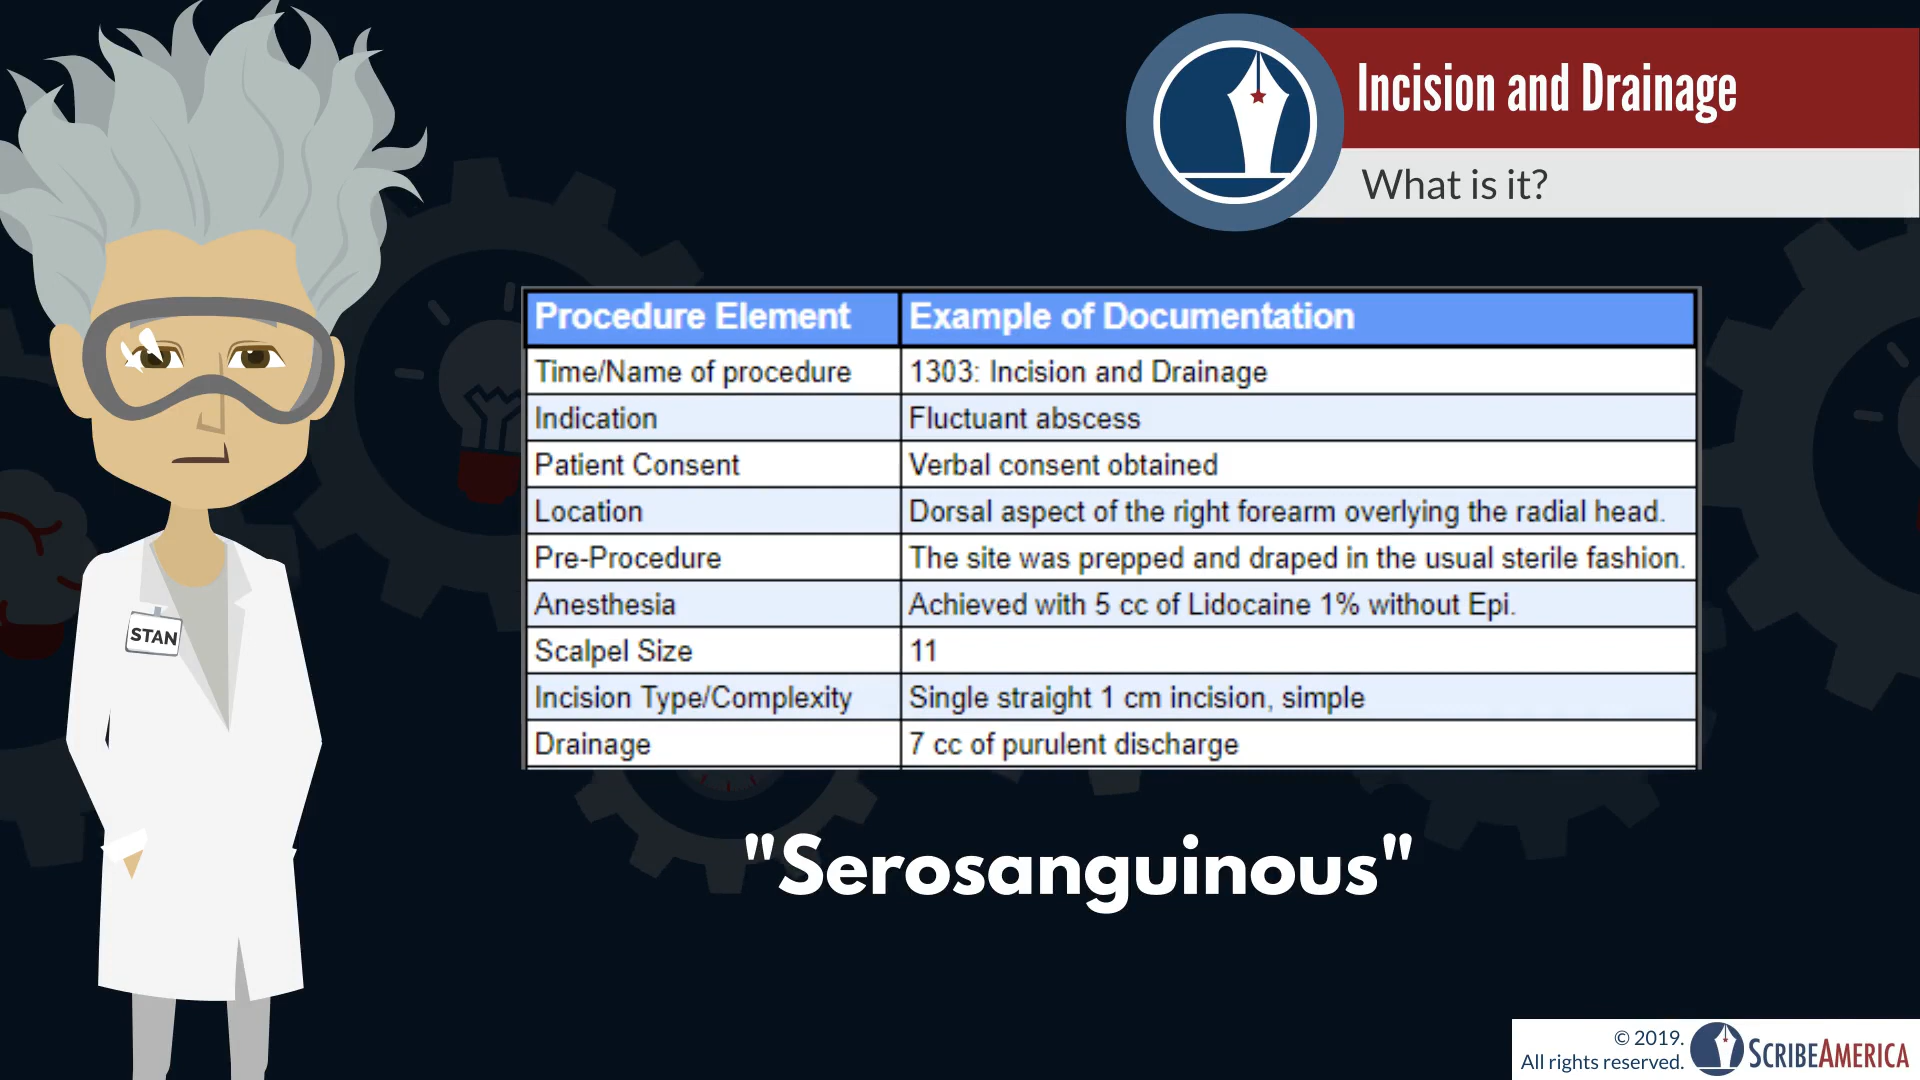 Incision and Drainage
What is it?
Procedure Element Example of Documentation
Time/Name of procedure 1303: Incision and Drainage
Indication Fluctuant abscess
Patient Consent Verbal consent obtained
Location Dorsal aspect of the right forearm overlying the radial head.
Pre-Procedure The site was prepped and draped in the usual sterile fashion.
Anesthesia Achieved with 5 cc of Lidocaine 1% without Epi.
Scalpel Size 11
Incision Type/Complexity Single straight 1 cm incision, simple
Drainage 7 cc of purulent discharge
STAN
"Serosanguinous"
© 2019.
All rights reserved.
SCRIBEAMERICA